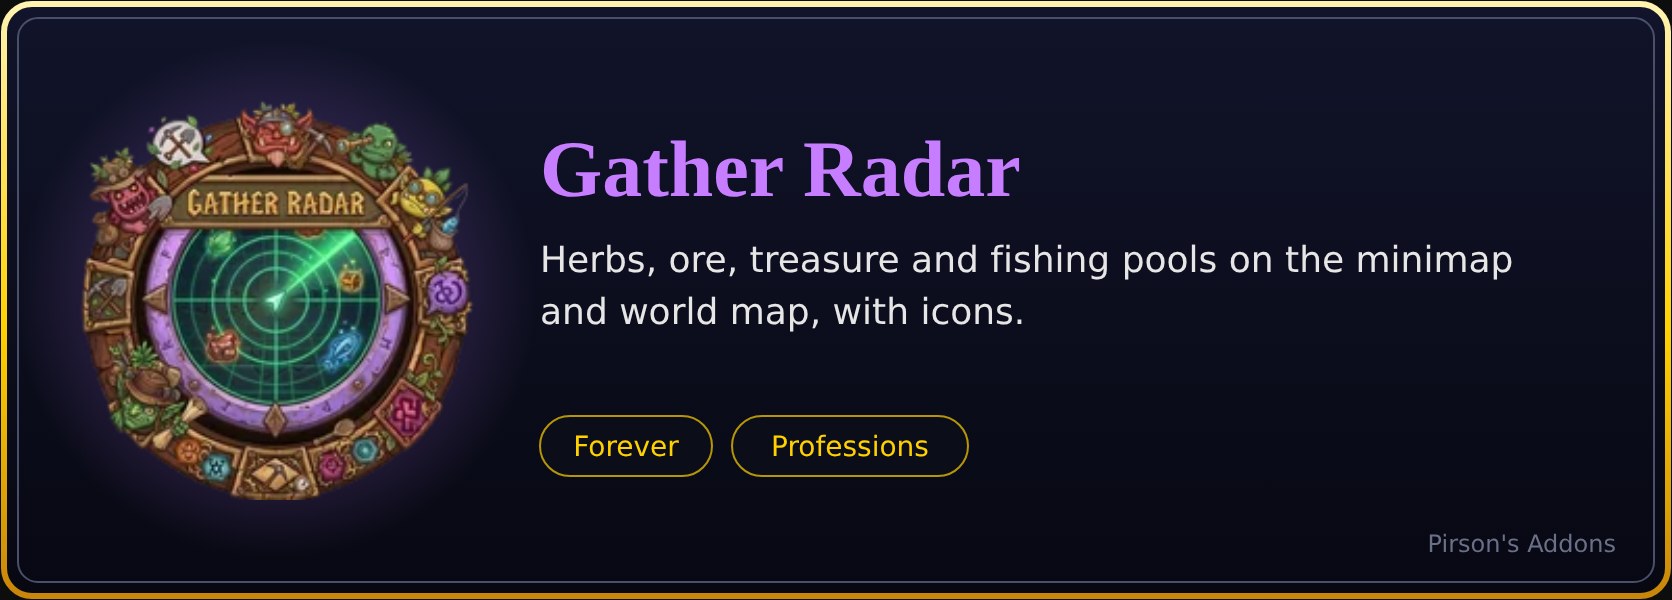 GATHER RADAR
Gather Radar
Herbs, ore, treasure and fishing pools on the minimap
and world map, with icons.
Forever
Professions
Pirson's Addons